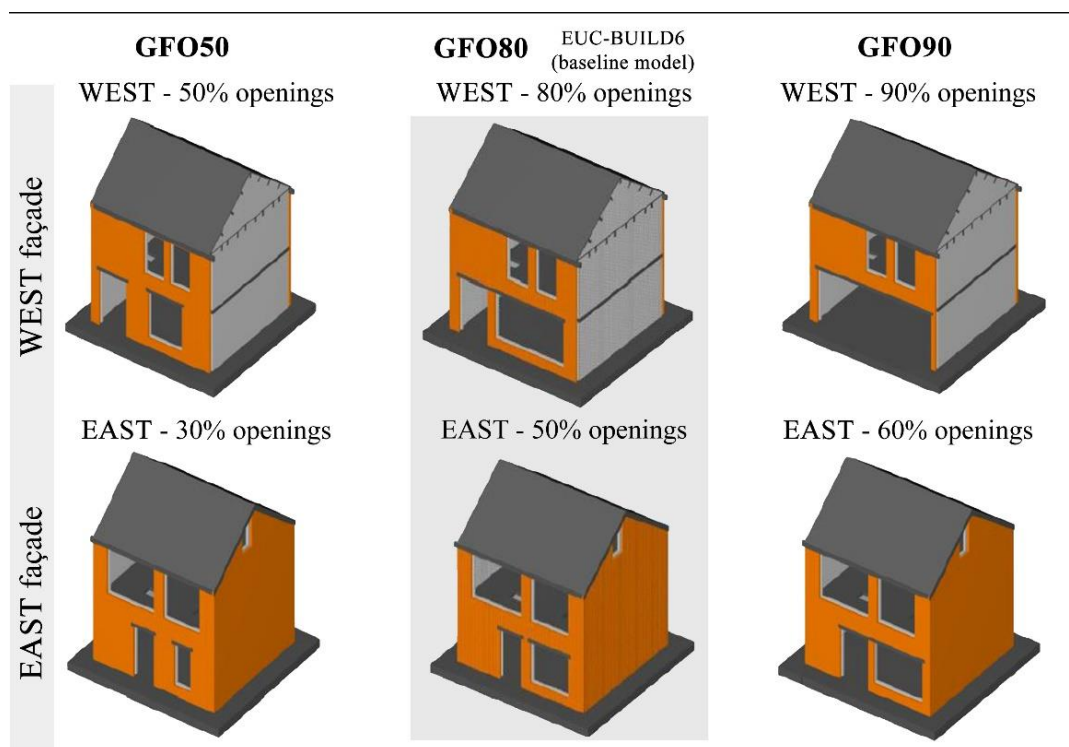 GFO50
GFO80
EUC-BUILD6
(baseline model)
GFO90
WEST - 50% openings
WEST - 80% openings
WEST - 90% openings
WEST façade
EAST - 30% openings
EAST - 50% openings
EAST - 60% openings
EAST façade